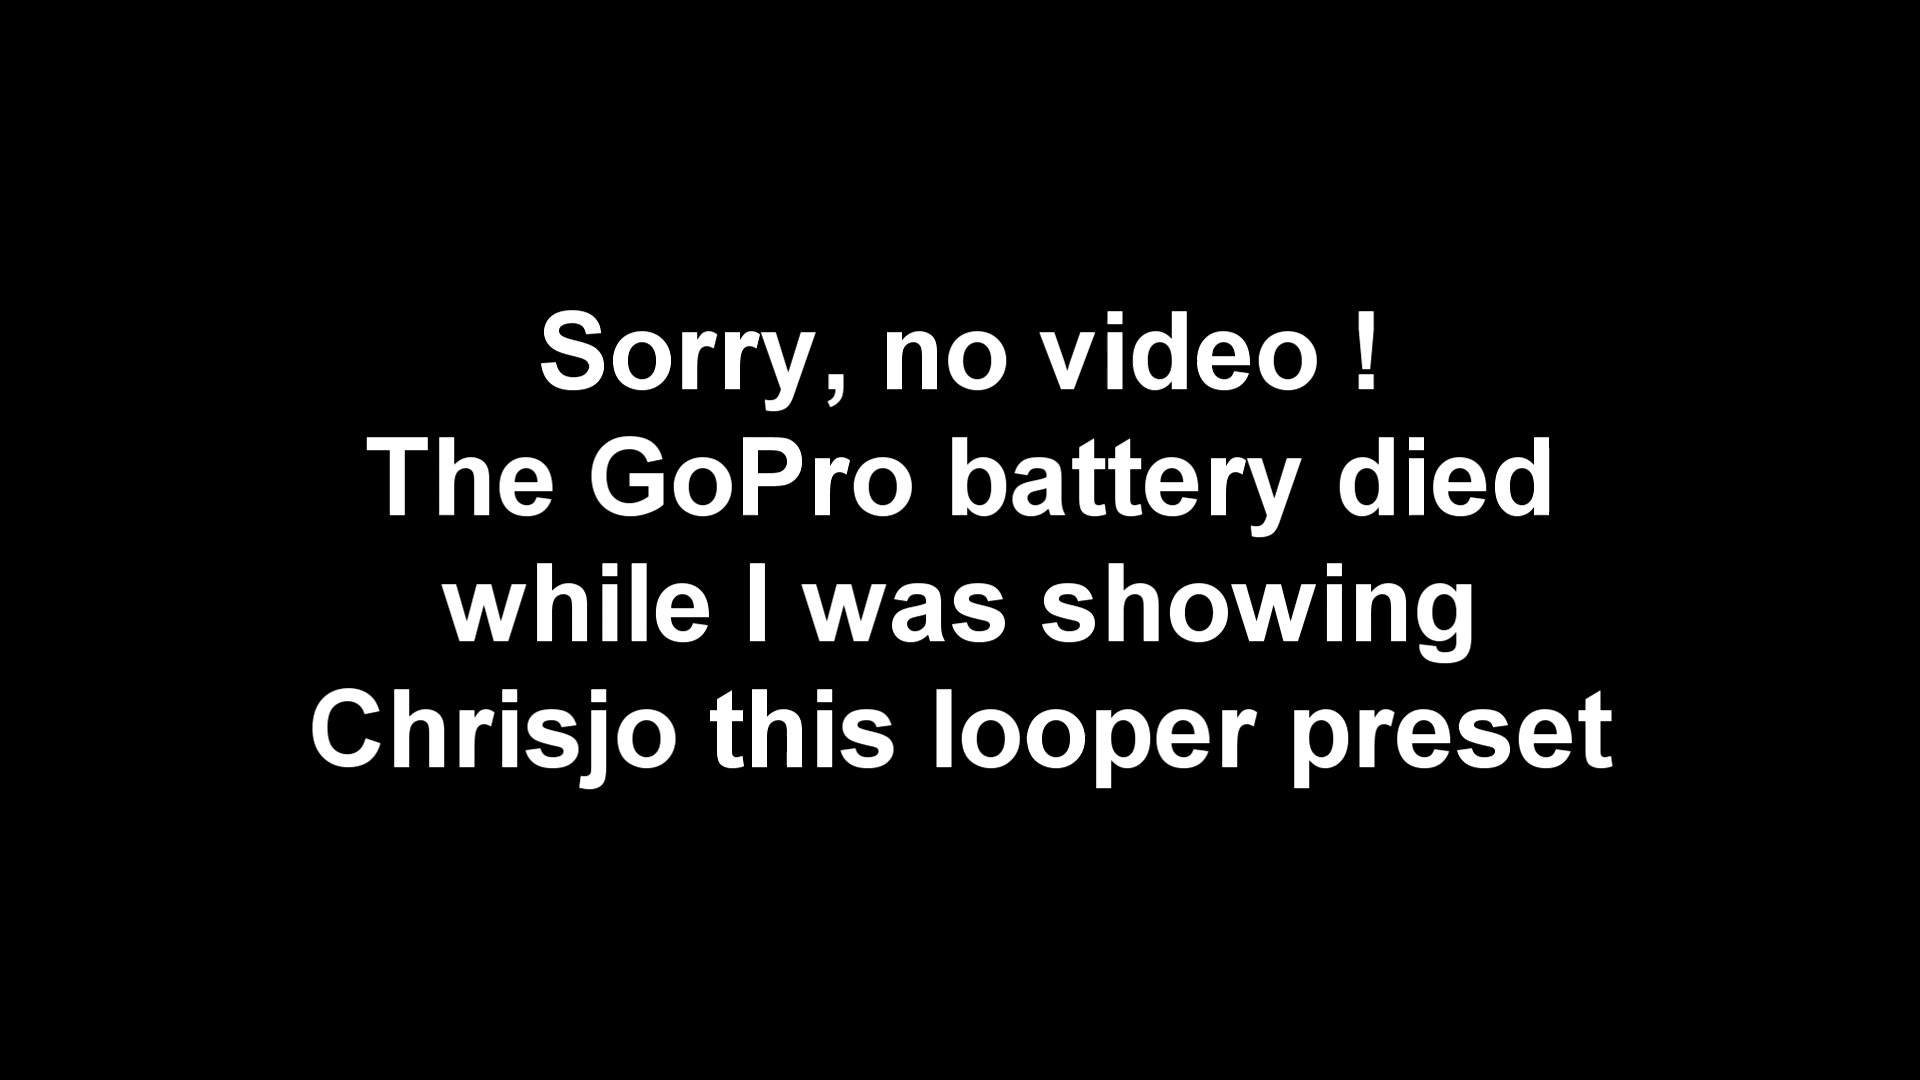 Sorry, no video !
The GoPro battery died
while I was showing
Chrisjo this looper preset